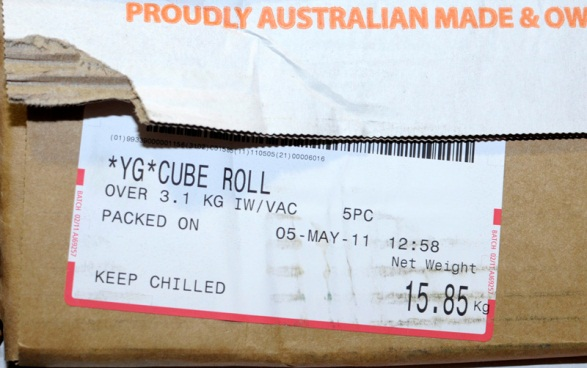 PROUDLY AUSTRALIAN MADE & OW
*YG*CUBE ROLL
OVER 3.1 KG IW/VAC 5PC
PACKED ON 05-MAY-11 12:58
Net Weight
KEEP CHILLED 15.85 Kg